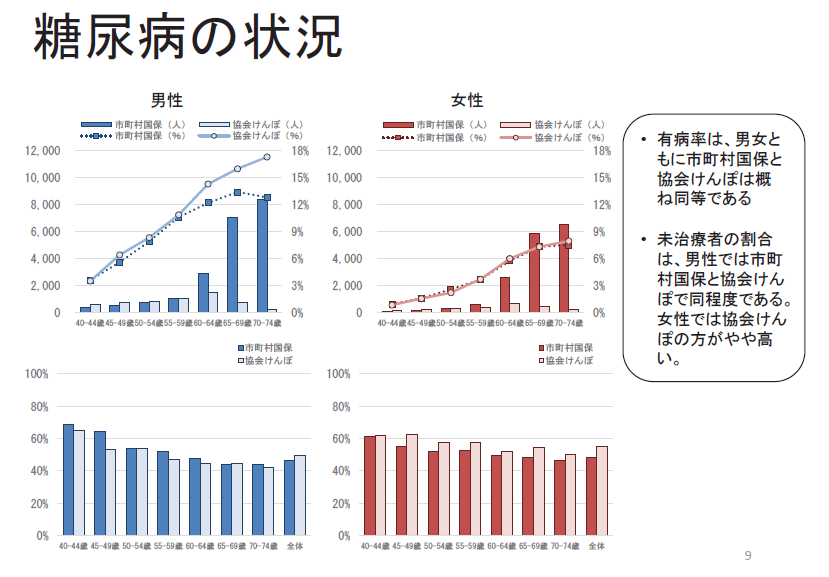 糖尿病の状況
男性
市町村国保（人） 協会けんぽ（人）
市町村国保（%） 協会けんぽ（%）
12,000 18%
10,000 15%
8,000 12%
6,000 9%
4,000 6%
2,000 3%
0 0%
40-44歳 45-49歳 50-54歳 55-59歳 60-64歳 65-69歳 70-74歳
女性
市町村国保（人） 協会けんぽ（人）
市町村国保（%） 協会けんぽ（%）
12,000 18%
10,000 15%
8,000 12%
6,000 9%
4,000 6%
2,000 3%
0 0%
40-44歳 45-49歳 50-54歳 55-59歳 60-64歳 65-69歳 70-74歳
市町村国保
協会けんぽ
100%
80%
60%
40%
20%
0%
40-44歳 45-49歳 50-54歳 55-59歳 60-64歳 65-69歳 70-74歳 全体
市町村国保
協会けんぽ
100%
80%
60%
40%
20%
0%
40-44歳 45-49歳 50-54歳 55-59歳 60-64歳 65-69歳 70-74歳 全体
• 有病率は、男女と
もに市町村国保と
協会けんぽは概
ね同等である
• 未治療者の割合
は、男性では市町
村国保と協会けん
ぽで同程度である。
女性では協会けん
ぽの方がやや高
い。
9